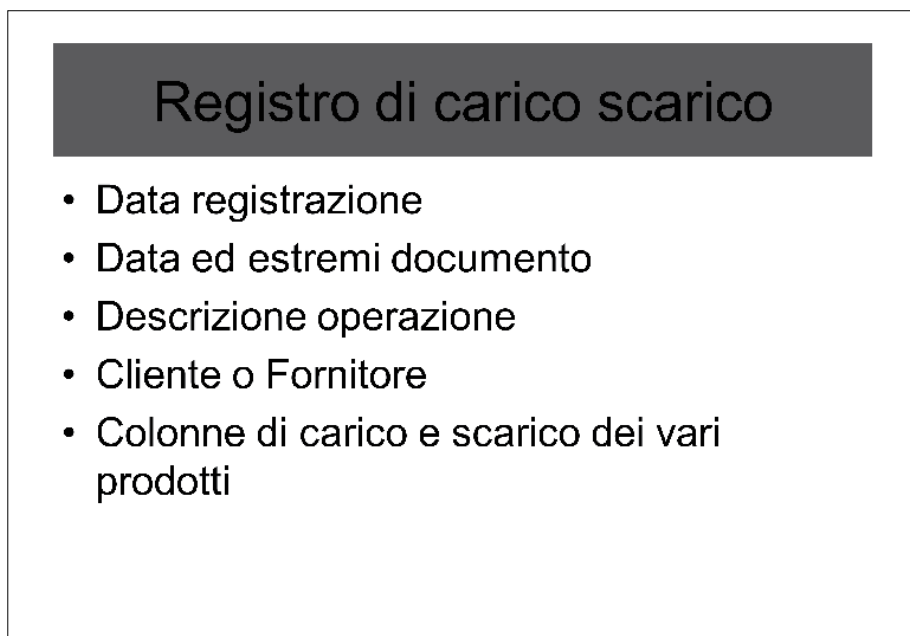 Registro di carico scarico
• Data registrazione
• Data ed estremi documento
• Descrizione operazione
• Cliente o Fornitore
• Colonne di carico e scarico dei vari
prodotti